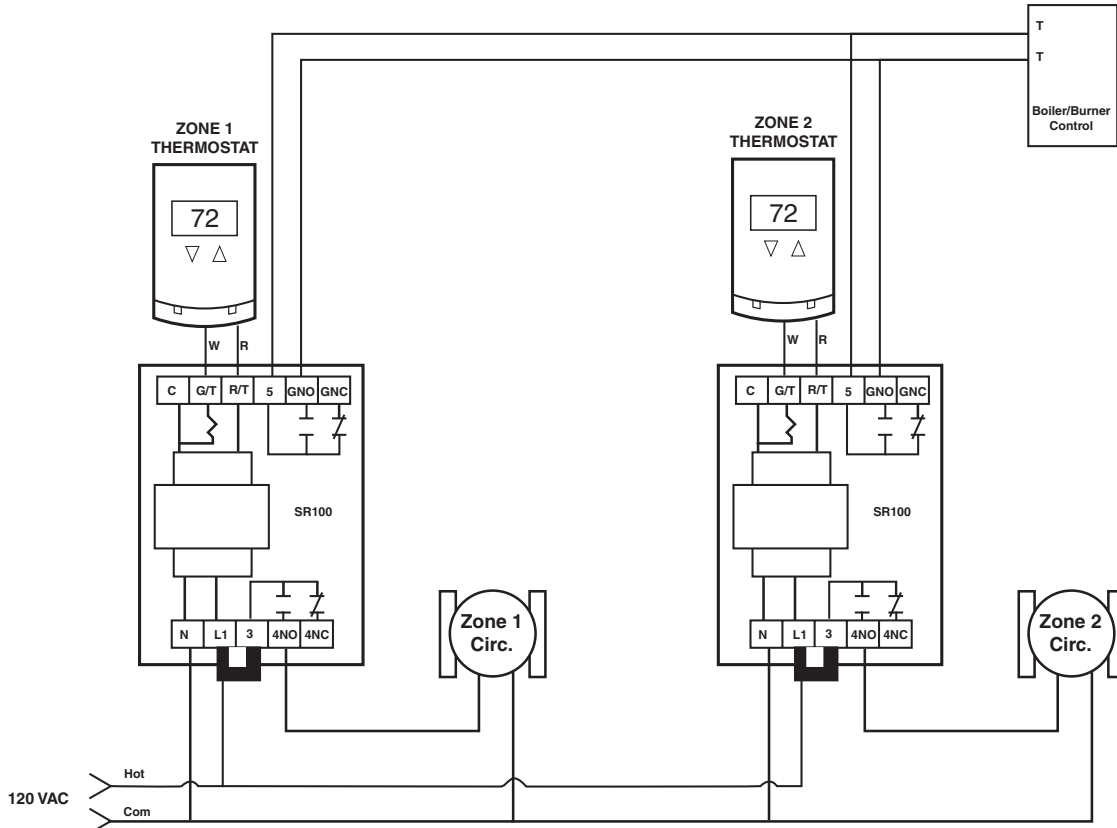 T
T
Boiler/Burner
Control
ZONE 1
THERMOSTAT
72
W R
C G/T R/T 5 GNO GNC
SR100
N L1 3 4NO 4NC
Zone 1
Circ.
ZONE 2
THERMOSTAT
72
W R
C G/T R/T 5 GNO GNC
SR100
N L1 3 4NO 4NC
Zone 2
Circ.
120 VAC
Hot
Com